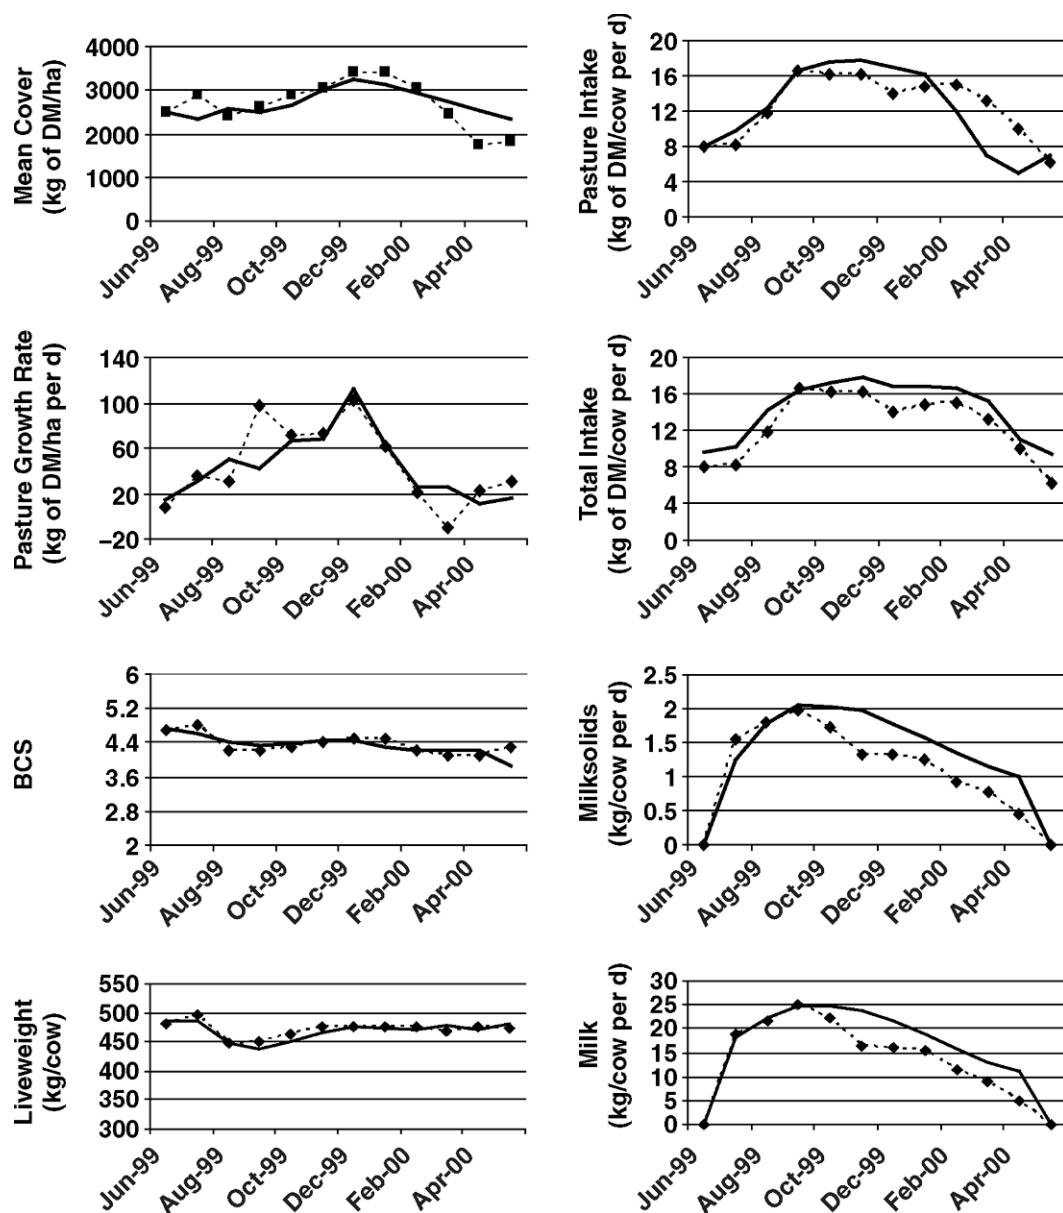 Mean Cover
(kg of DM/ha)
4000
3000
2000
1000
0
Jun-99
Aug-99
Oct-99
Dec-99
Feb-00
Apr-00
Pasture Intake
(kg of DM/cow per d)
20
16
12
8
4
0
Jun-99
Aug-99
Oct-99
Dec-99
Feb-00
Apr-00
Pasture Growth Rate
(kg of DM/ha per d)
140
100
60
20
−20
Jun-99
Aug-99
Oct-99
Dec-99
Feb-00
Apr-00
Total Intake
(kg of DM/cow per d)
20
16
12
8
4
0
Jun-99
Aug-99
Oct-99
Dec-99
Feb-00
Apr-00
BCS
6
5.2
4.4
3.6
2.8
2
Jun-99
Aug-99
Oct-99
Dec-99
Feb-00
Apr-00
Milksolids
(kg/cow per d)
2.5
2
1.5
1
0.5
0
Jun-99
Aug-99
Oct-99
Dec-99
Feb-00
Apr-00
Liveweight
(kg/cow)
550
500
450
400
350
300
Jun-99
Aug-99
Oct-99
Dec-99
Feb-00
Apr-00
Milk
(kg/cow per d)
30
25
20
15
10
5
0
Jun-99
Aug-99
Oct-99
Dec-99
Feb-00
Apr-00